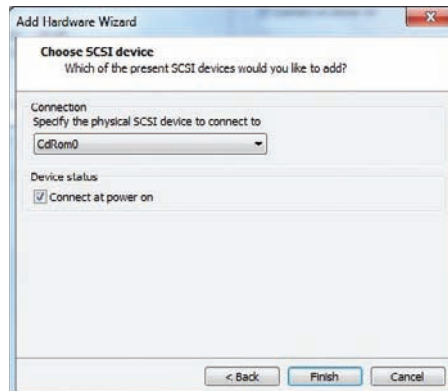 Add Hardware Wizard
Choose SCSI device
Which of the present SCSI devices would you like to add?
Connection
Specify the physical SCSI device to connect to
CdRom0
Device status
Connect at power on
< Back
Finish
Cancel